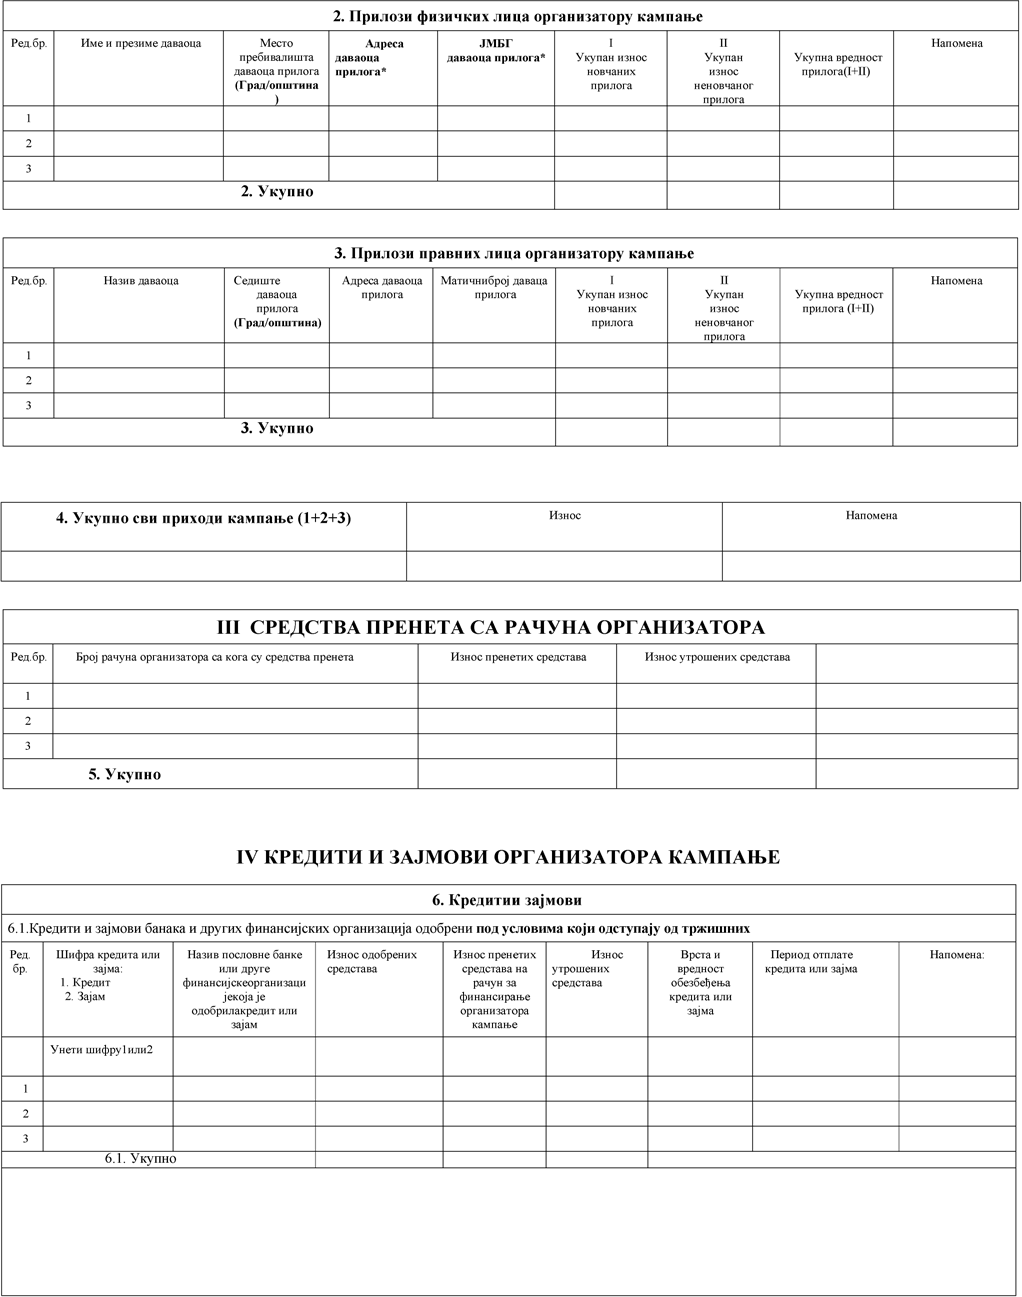 2. Прилози физичких лица организатору кампање
Ред.бр.
Име и презиме даваоца
Место
пребивалишта
даваоца прилога
(Град/општина
)
Адреса
даваоца
прилога*
ЈМБГ
даваоца прилога*
I
Укупан износ
новчаних
прилога
II
Укупан
износ
неновчаног
прилога
Укупна вредност
прилога(I+II)
Напомена
1
2
3
2. Укупно
3. Прилози правних лица организатору кампање
Ред.бр.
Назив даваоца
Седиште
даваоца
прилога
(Град/општина)
Адреса даваоца
прилога
Матичниброј даваца
прилога
I
Укупан износ
новчаних
прилога
II
Укупан
износ
неновчаног
прилога
Укупна вредност
прилога (I+II)
Напомена
1
2
3
3. Укупно
4. Укупно сви приходи кампање (1+2+3)
Износ
Напомена
III СРЕДСТВА ПРЕНЕТА СА РАЧУНА ОРГАНИЗАТОРА
Ред.бр.
Број рачуна организатора са кога су средства пренета
Износ пренетих средстава
Износ утрошених средстава
1
2
3
5. Укупно
IV КРЕДИТИ И ЗАЈМОВИ ОРГАНИЗАТОРА КАМПАЊЕ
6. Кредитии зајмови
6.1.Кредити и зајмови банака и других финансијских организација одобрени под условима који одступају од тржишних
Ред.
бр.
Шифра кредита или
зајма:
1. Кредит
2. Зајам
Назив пословне банке
или друге
финансијскеорганизаци
јекоја је
одобрилакредит или
зајам
Износ одобрених
средстава
Износ пренетих
средстава на
рачун за
финансирање
организатора
кампање
Износ
утрошених
средстава
Врста и
вредност
обезбеђења
кредита или
зајма
Период отплате
кредита или зајма
Напомена:
Унети шифру1или2
1
2
3
6.1. Укупно